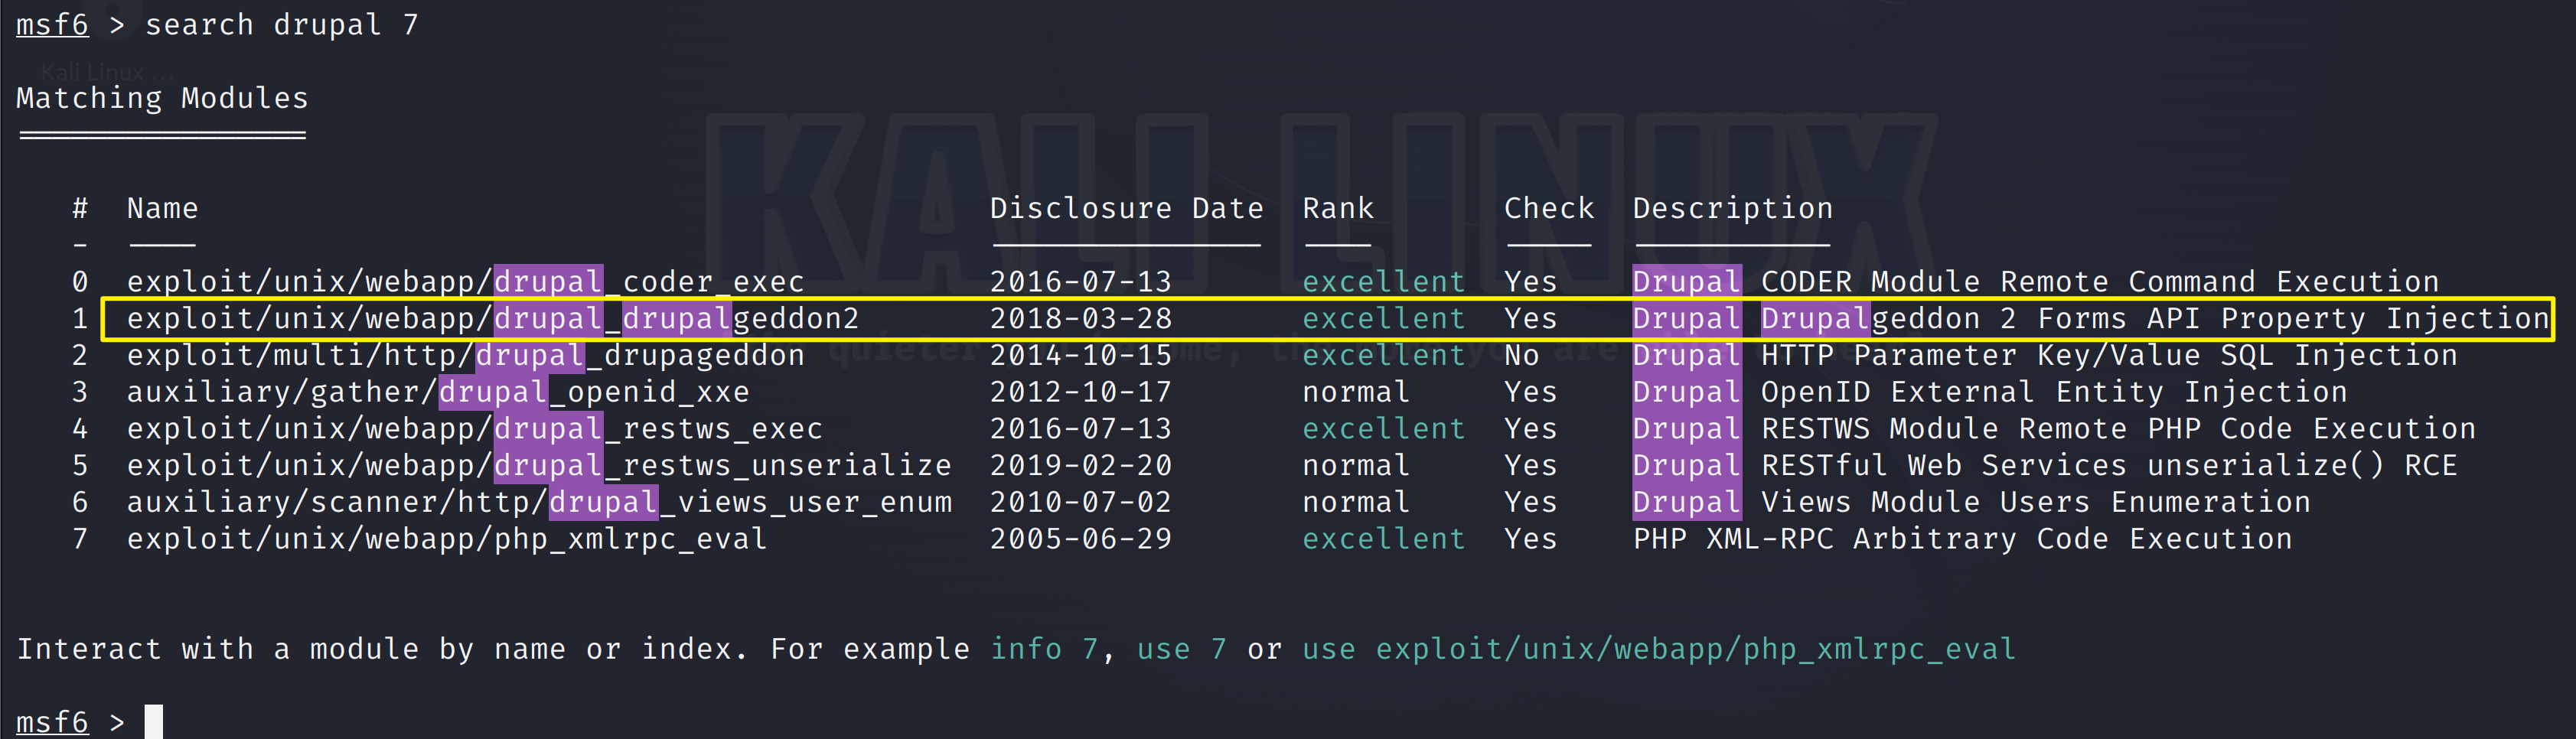 msf6 > search drupal 7
Kali Linux ...
Matching Modules
================
KALI LINUX
# Name Disclosure Date Rank Check Description
- ---- --------------- ---- ----- -----------
0 exploit/unix/webapp/drupal_coder_exec 2016-07-13 excellent Yes Drupal CODER Module Remote Command Execution
1 exploit/unix/webapp/drupal_drupalgeddon2 2018-03-28 excellent Yes Drupal Drupalgeddon 2 Forms API Property Injection
2 exploit/multi/http/drupal_drupageddon 2014-10-15 excellent No Drupal HTTP Parameter Key/Value SQL Injection
3 auxiliary/gather/drupal_openid_xxe 2012-10-17 normal Yes Drupal OpenID External Entity Injection
4 exploit/unix/webapp/drupal_restws_exec 2016-07-13 excellent Yes Drupal RESTWS Module Remote PHP Code Execution
5 exploit/unix/webapp/drupal_restws_unserialize 2019-02-20 normal Yes Drupal RESTful Web Services unserialize() RCE
6 auxiliary/scanner/http/drupal_views_user_enum 2010-07-02 normal Yes Drupal Views Module Users Enumeration
7 exploit/unix/webapp/php_xmlrpc_eval 2005-06-29 excellent Yes PHP XML-RPC Arbitrary Code Execution
Interact with a module by name or index. For example info 7, use 7 or use exploit/unix/webapp/php_xmlrpc_eval
msf6 >